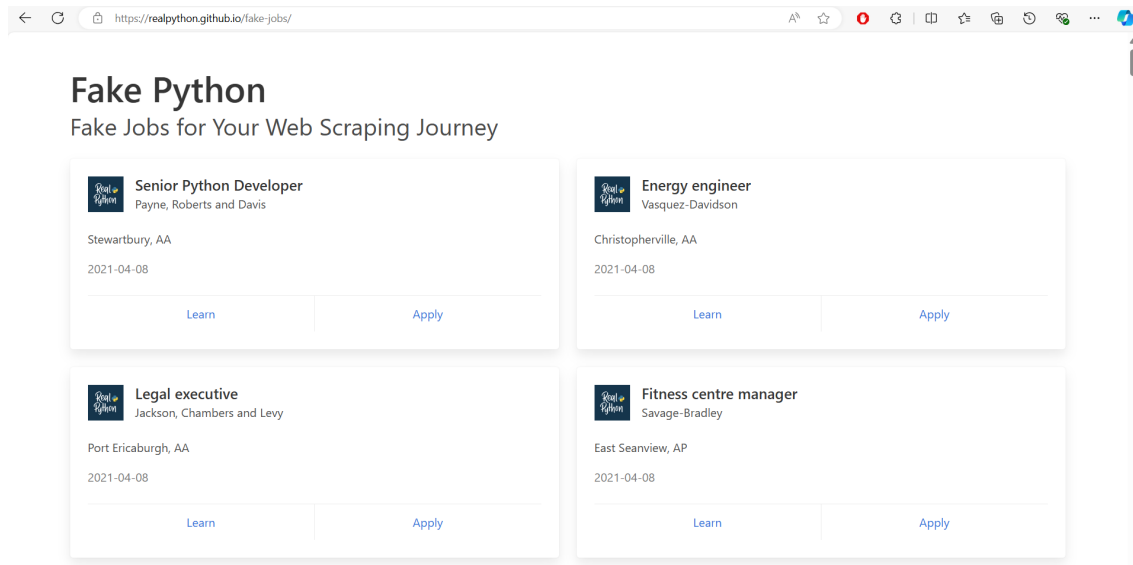 https://realpython.github.io/fake-jobs/
Fake Python
Fake Jobs for Your Web Scraping Journey
Real Python
Senior Python Developer
Payne, Roberts and Davis
Stewartbury, AA
2021-04-08
Learn
Apply
Real Python
Energy engineer
Vasquez-Davidson
Christopherville, AA
2021-04-08
Learn
Apply
Real Python
Legal executive
Jackson, Chambers and Levy
Port Ericaburgh, AA
2021-04-08
Learn
Apply
Real Python
Fitness centre manager
Savage-Bradley
East Seanview, AP
2021-04-08
Learn
Apply